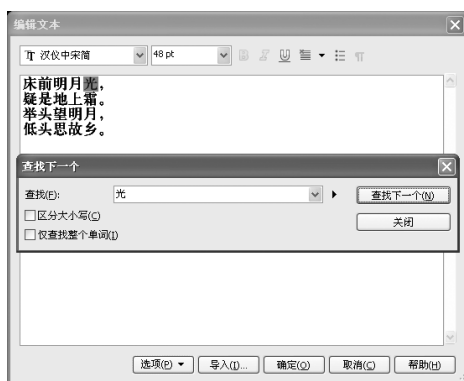 编辑文本
汉仪中宋简 48 pt B U
床前明月光，
疑是地上霜。
举头望明月，
低头思故乡。
查找下一个
查找(F): 光 查找下一个(N)
区分大小写(C) 关闭
仅查找整个单词(I)
选项(P) 导入(I)... 确定(O) 取消(C) 帮助(H)